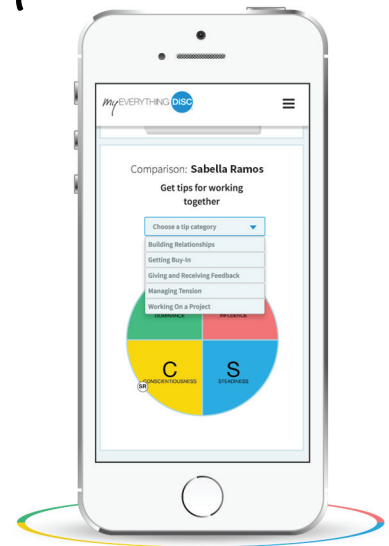 my EVERYTHING DiSC
Comparison: Sabella Ramos
Get tips for working
together
Choose a tip category
Building Relationships
Getting Buy-In
Giving and Receiving Feedback
Managing Tension
Working On a Project
DOMINANCE INFLUENCE
C S
CONSCIENTIOUSNESS STEADINESS
SR